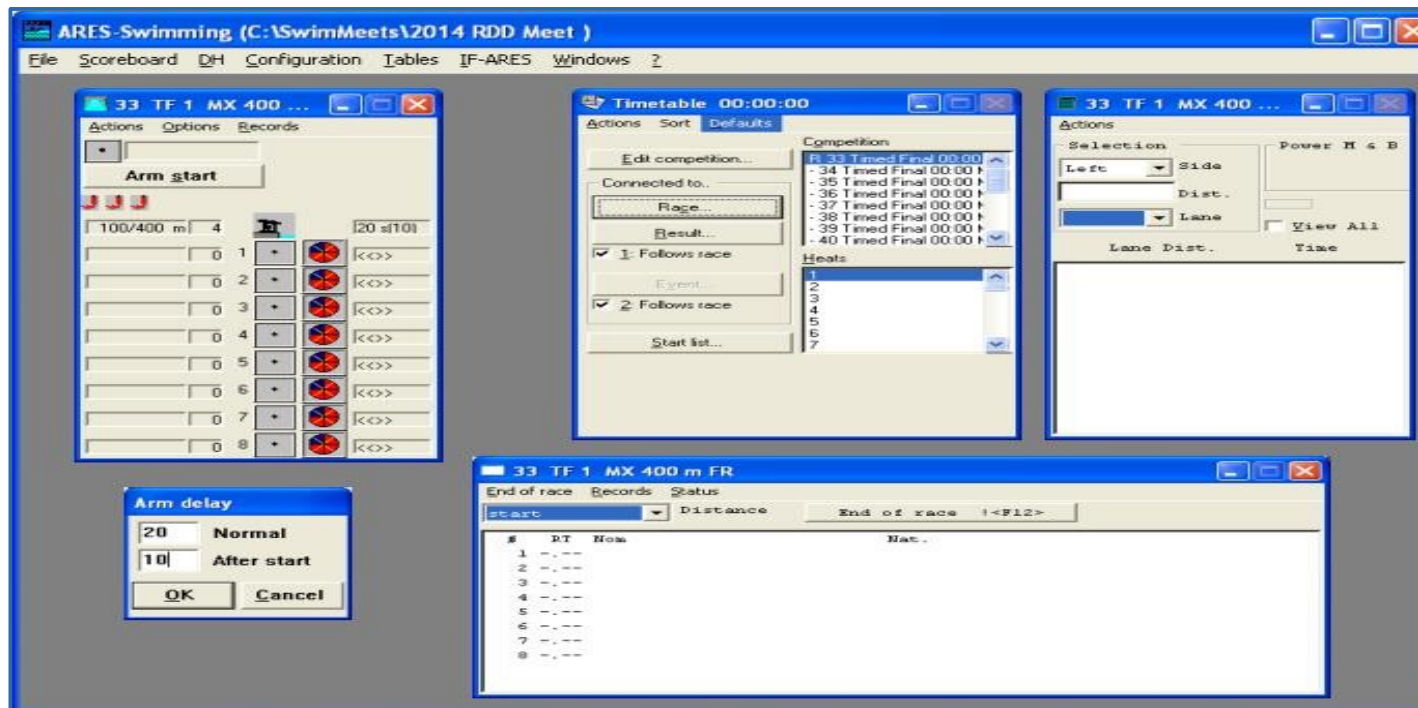 ARES-Swimming (C:\SwimMeets\2014 RDD Meet )
File Scoreboard DH Configuration Tables IF-ARES Windows ?
33 TF 1 MX 400 ...
Actions Options Records
Arm start
100/400 m 4 20 s(10)
0 1 <<>>
0 2 <<>>
0 3 <<>>
0 4 <<>>
0 5 <<>>
0 6 <<>>
0 7 <<>>
0 8 <<>>
Timetable 00:00:00
Actions Sort Defaults
Edit competition...
Connected to..
Race...
Result...
1: Follows race
Event...
2: Follows race
Start list...
Competition
R 33 Timed Final 00:00
- 34 Timed Final 00:00
- 35 Timed Final 00:00
- 36 Timed Final 00:00
- 37 Timed Final 00:00
- 38 Timed Final 00:00
- 39 Timed Final 00:00
- 40 Timed Final 00:00
Heats
1
2
3
4
5
6
7
33 TF 1 MX 400 ...
Actions
Selection Power M & B
Left Side
Dist.
Lane View All
Lane Dist. Time
Arm delay
20 Normal
10 After start
OK Cancel
33 TF 1 MX 400 m FR
End of race Records Status
start Distance End of race !<F12>
# RT Nom Nat.
1 -.--
2 -.--
3 -.--
4 -.--
5 -.--
6 -.--
7 -.--
8 -.--